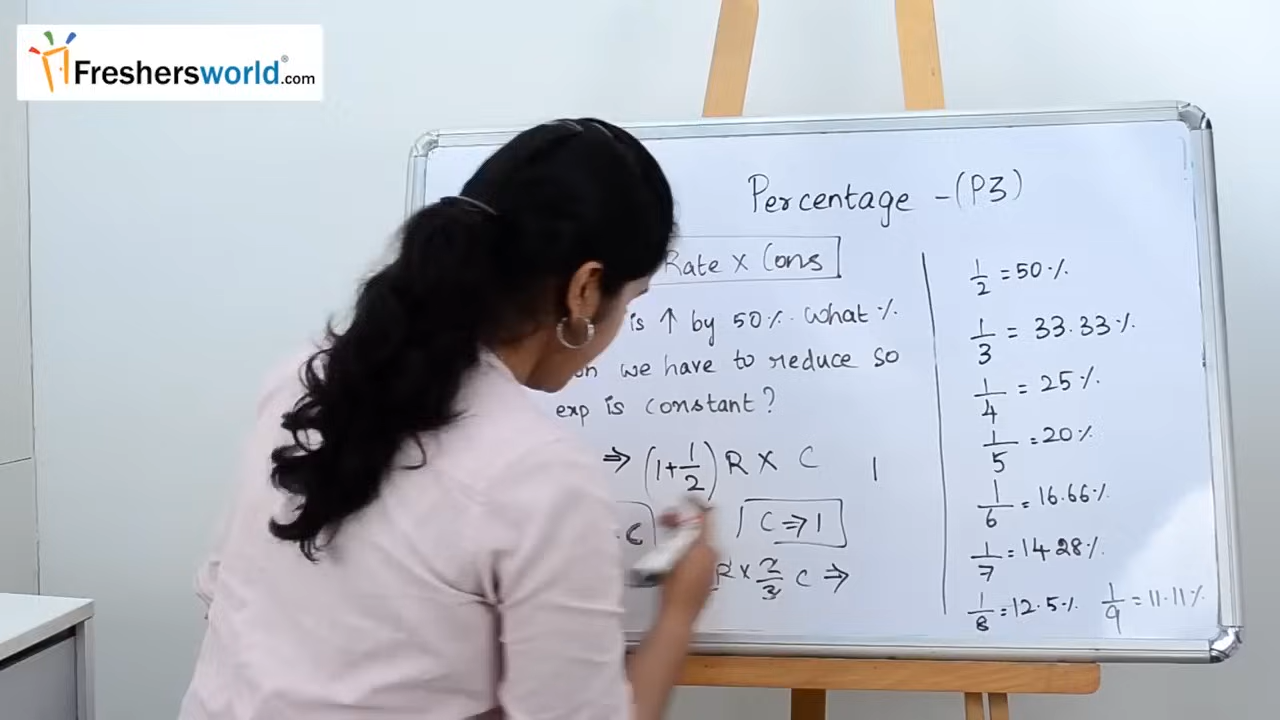 Freshersworld.com
Percentage - (P3)
Rate X Cons
is ↑ by 50%. What %
we have to reduce so
exp is constant?
⇒ (1+1/2) R X C 1
C ⇒ 1
R X 2/3 C ⇒
1/2 = 50%
1/3 = 33.33%
1/4 = 25%
1/5 = 20%
1/6 = 16.66%
1/7 = 14.28%
1/8 = 12.5% 1/9 = 11.11%